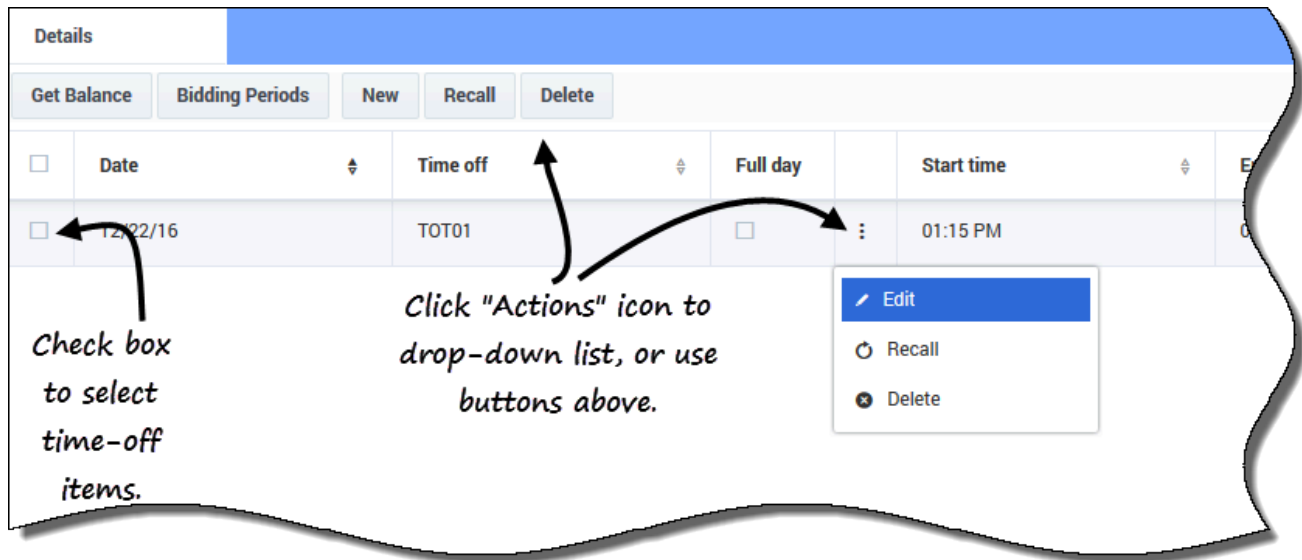 Details
Get Balance Bidding Periods New Recall Delete
Date Time off Full day Start time
12/22/16 TOT01 01:15 PM
Edit
Recall
Delete
Click "Actions" icon to
drop-down list, or use
buttons above.
Check box
to select
time-off
items.